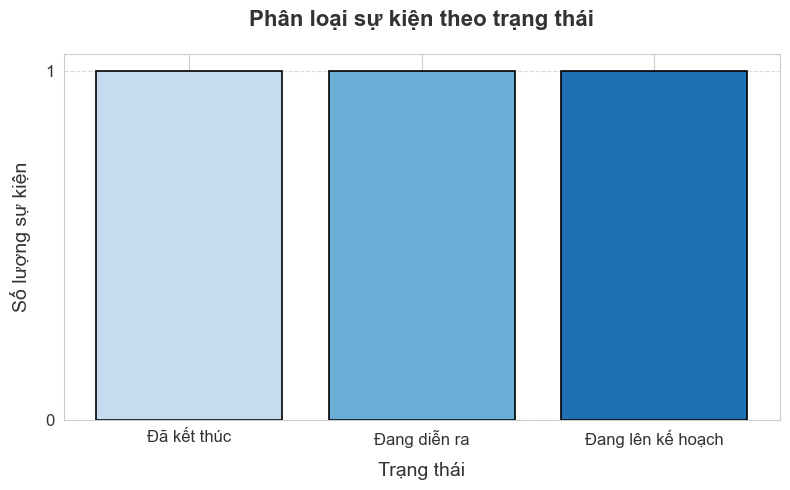 Phân loại sự kiện theo trạng thái
Số lượng sự kiện
1
0
Đã kết thúc
Đang diễn ra
Đang lên kế hoạch
Trạng thái